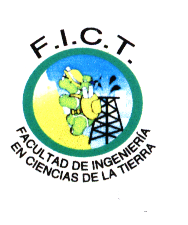 F.I.C.T.
FACULTAD DE INGENIERÍA
EN CIENCIAS DE LA TIERRA